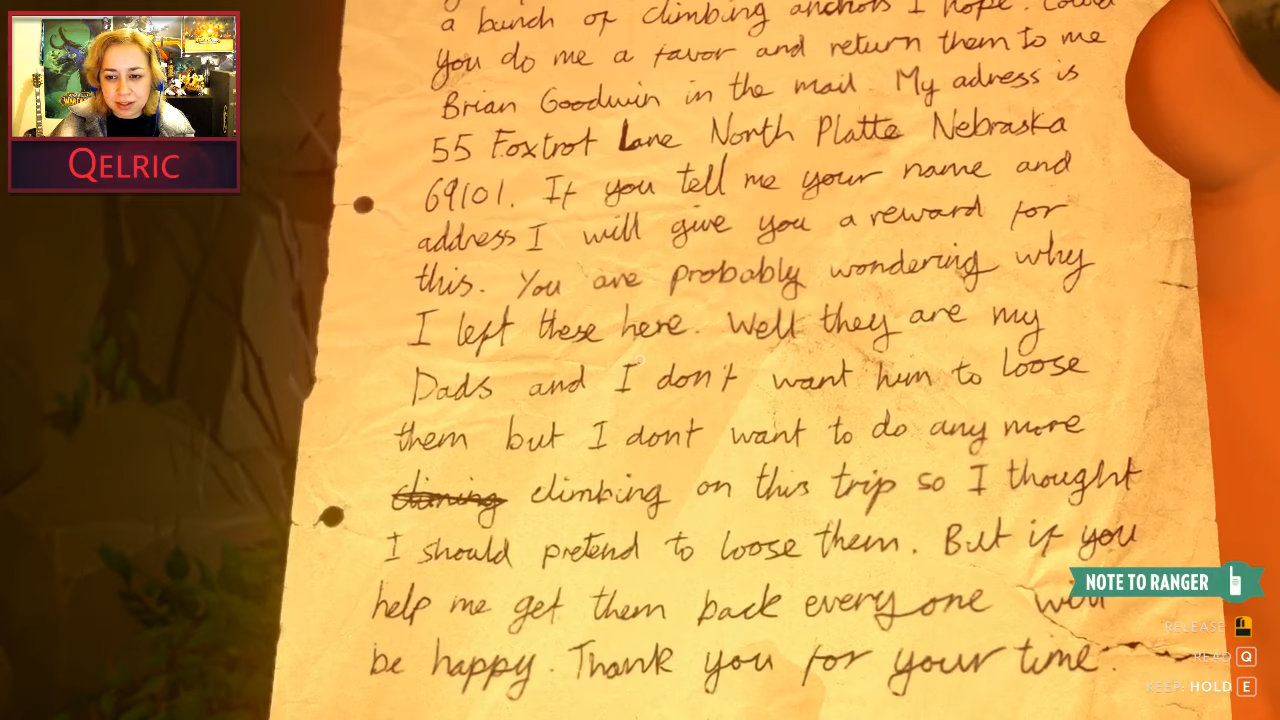 QELRIC
a bunch of climbing anchors I hope. Could
you do me a favor and return them to me
Brian Goodwin in the mail. My adress is
55 Foxtrot Lane North Platte Nebraska
69101. If you tell me your name and
address I will give you a reward for
this. You are probably wondering why
I left these here. Well they are my
Dads and I don't want him to loose
them but I dont want to do any more
climing climbing on this trip so I thought
I should pretend to loose them. But if you
help me get them back everyone will
be happy. Thank you for your time.
NOTE TO RANGER
RELEASE
READ Q
KEEP: HOLD E